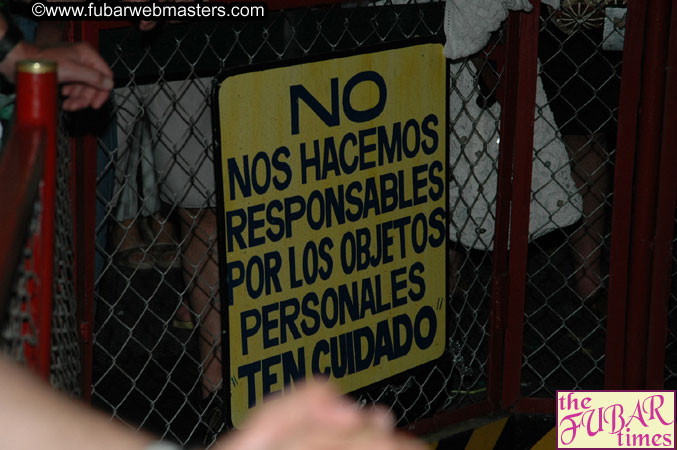 www.fubarwebmasters.com
NO
NOS HACEMOS
RESPONSABLES
POR LOS OBJETOS
PERSONALES
"TEN CUIDADO"
the
FUBAR
times